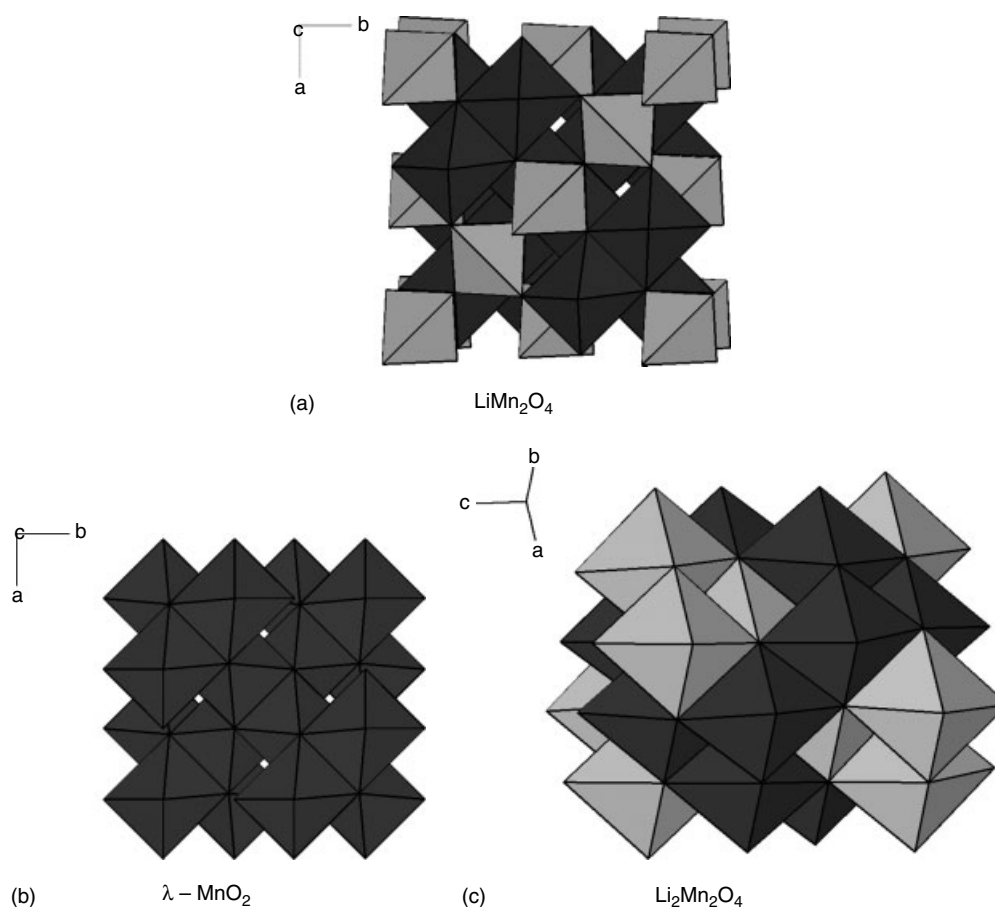 c b
a
(a) LiMn₂O₄
b
c
a
c b
a
(b) λ – MnO₂
(c) Li₂Mn₂O₄